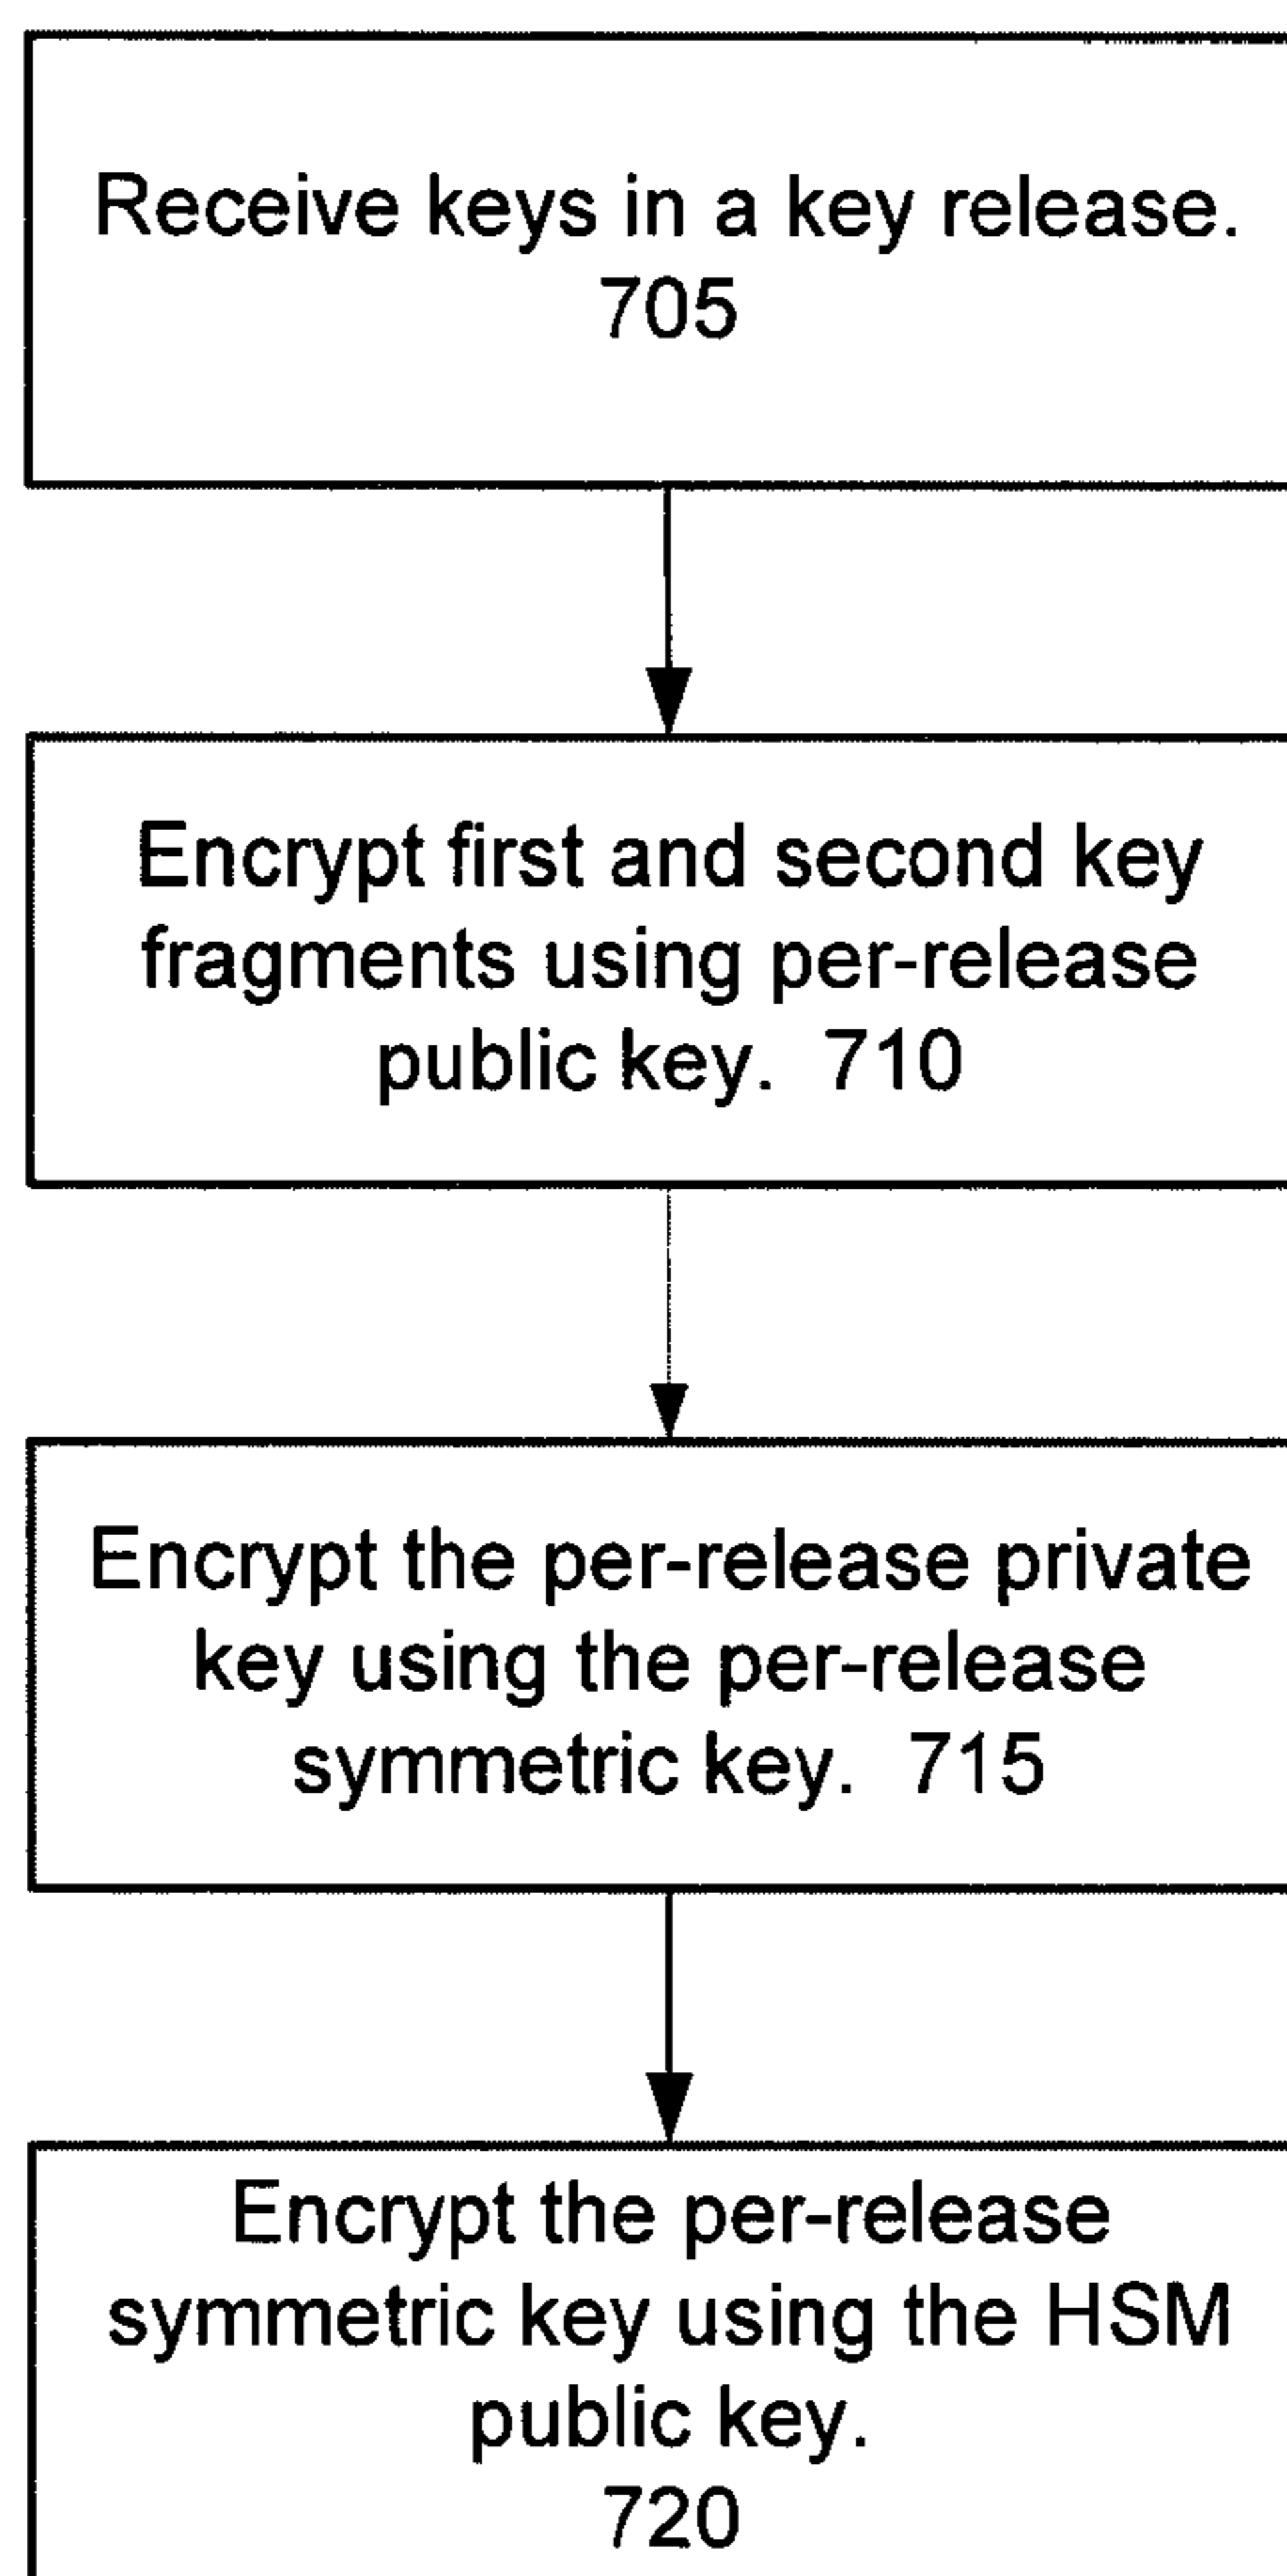 Receive keys in a key release.
705
Encrypt first and second key
fragments using per-release
public key. 710
Encrypt the per-release private
key using the per-release
symmetric key. 715
Encrypt the per-release
symmetric key using the HSM
public key.
720